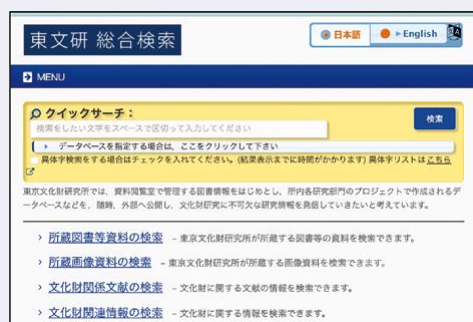 東文研 総合検索
日本語 English
MENU
クイックサーチ：
検索をしたい文字をスペースで区切って入力してください
検索
データベースを指定する場合は、ここをクリックして下さい
異体字検索をする場合はチェックを入れてください。(結果表示までに時間がかかります) 異体字リストはこちら
東京文化財研究所では、資料閲覧室で管理する図書情報をはじめとし、所内各研究部門のプロジェクトで作成されるデ
ータベースなどを、随時、外部へ公開し、文化財研究に不可欠な研究情報を発信していきたいと考えています。
所蔵図書等資料の検索 - 東京文化財研究所が所蔵する図書等の資料を検索できます。
所蔵画像資料の検索 - 東京文化財研究所が所蔵する画像資料を検索できます。
文化財関係文献の検索 - 文化財に関する文献の情報を検索できます。
文化財関連情報の検索 - 文化財に関する情報を検索できます。